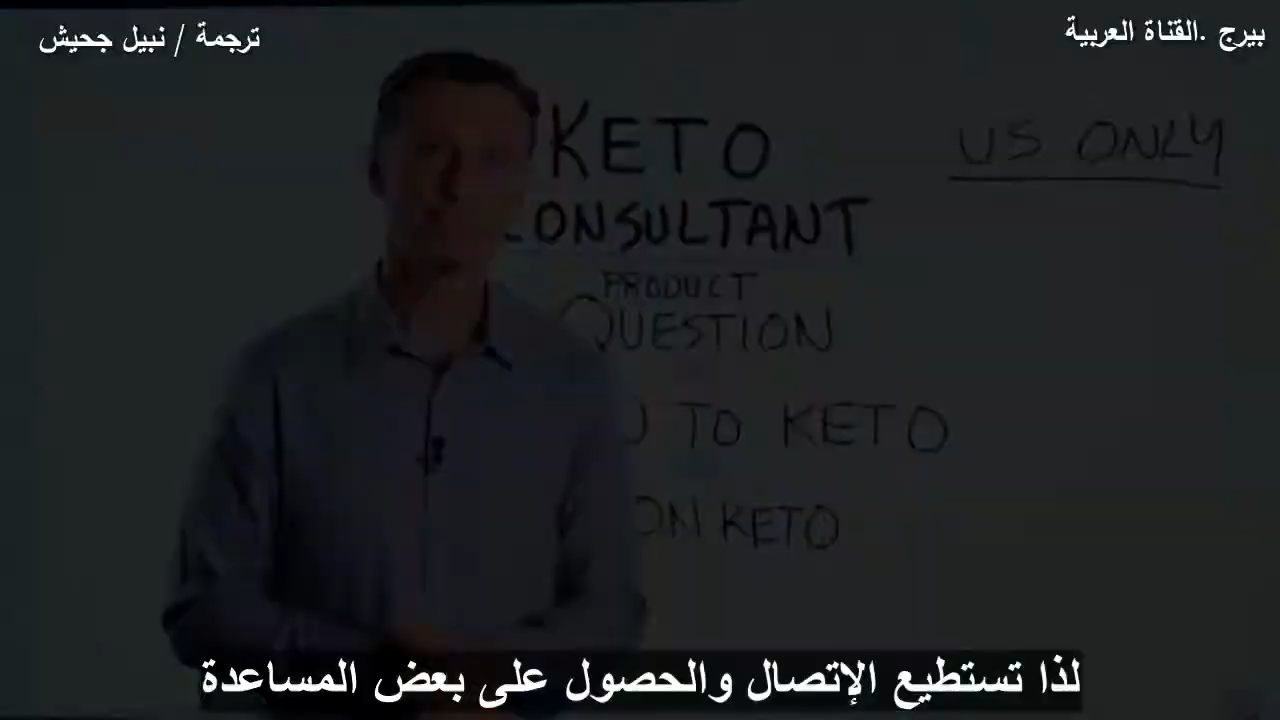 بيرج .القناة العربية
ترجمة / نبيل جحيش
KETO
CONSULTANT
US ONLY
PRODUCT
QUESTION
TO KETO
ON KETO
لذا تستطيع الإتصال والحصول على بعض المساعدة